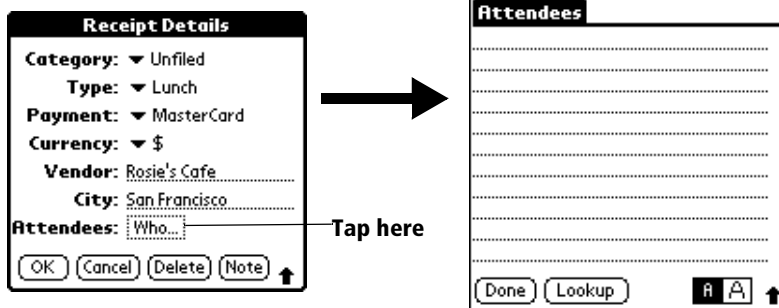 Receipt Details
Category: Unfiled
Type: Lunch
Payment: MasterCard
Currency: $
Vendor: Rosie's Cafe
City: San Francisco
Attendees: Who...
OK Cancel Delete Note
Tap here
Attendees
Done Lookup A A